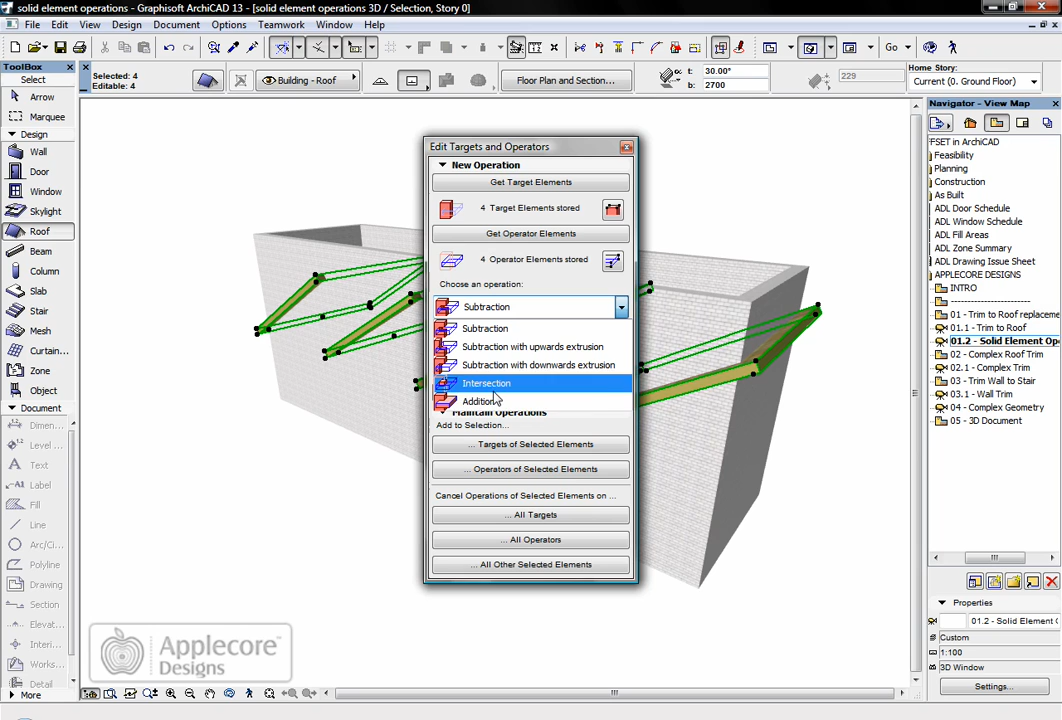 solid element operations - Graphisoft ArchiCAD 13 - [solid element operations 3D / Selection, Story 0]
File Edit View Design Document Options Teamwork Window Help
Go
ToolBox
Select
Arrow
Marquee
Design
Wall
Door
Window
Skylight
Roof
Beam
Column
Slab
Stair
Mesh
Curtain...
Zone
Object
Document
Dimen...
Level ...
Text
Label
Fill
Line
Arc/Ci...
Polyline
Drawing
Section
Elevat...
Interi...
Works...
Detail
More
Selected: 4
Editable: 4
Building - Roof
Floor Plan and Section...
t: 30.00°
b: 2700
229
Home Story:
Current (0. Ground Floor)
Edit Targets and Operators
New Operation
Get Target Elements
4 Target Elements stored
Get Operator Elements
4 Operator Elements stored
Choose an operation:
Subtraction
Subtraction
Subtraction with upwards extrusion
Subtraction with downwards extrusion
Intersection
Addition
Maintain Operations
Add to Selection...
... Targets of Selected Elements
... Operators of Selected Elements
Cancel Operations of Selected Elements on ...
... All Targets
... All Operators
... All Other Selected Elements
Navigator - View Map
FSET in ArchiCAD
Feasibility
Planning
Construction
As Built
ADL Door Schedule
ADL Window Schedule
ADL Fill Areas
ADL Zone Summary
ADL Drawing Issue Sheet
APPLECORE DESIGNS
INTRO
-------------------------
01 - Trim to Roof replaceme
01.1 - Trim to Roof
01.2 - Solid Element Op
02 - Complex Roof Trim
02.1 - Complex Trim
03 - Trim Wall to Stair
03.1 - Wall Trim
04 - Complex Geometry
05 - 3D Document
Properties
01.2 - Solid Element O
Custom
1:100
3D Window
Settings...
Applecore
Designs